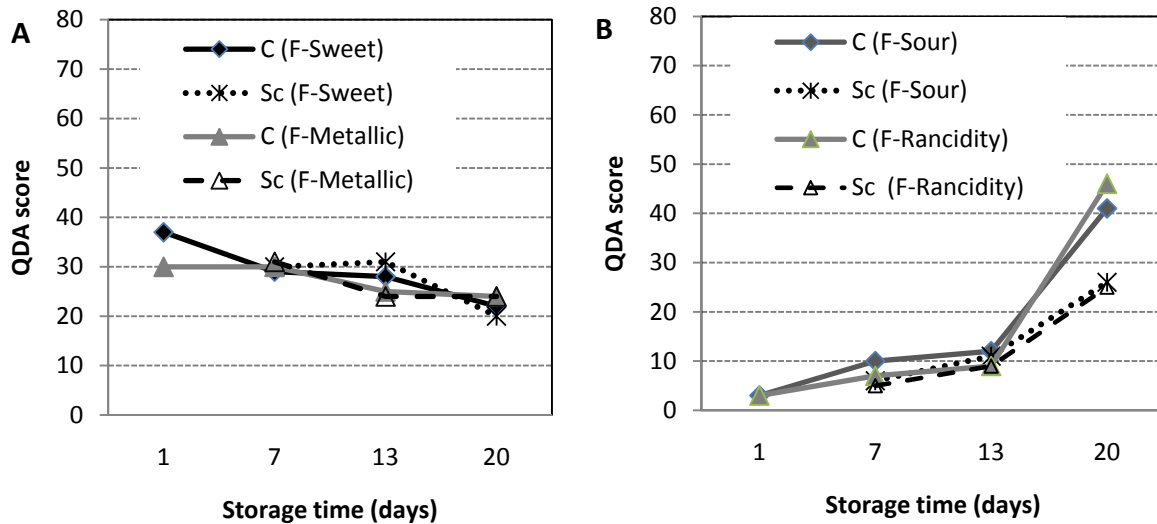 A
80
70
60
50
40
30
20
10
0
QDA score
C (F-Sweet)
Sc (F-Sweet)
C (F-Metallic)
Sc (F-Metallic)
1 7 13 20
Storage time (days)
B
80
70
60
50
40
30
20
10
0
QDA score
C (F-Sour)
Sc (F-Sour)
C (F-Rancidity)
Sc (F-Rancidity)
1 7 13 20
Storage time (days)